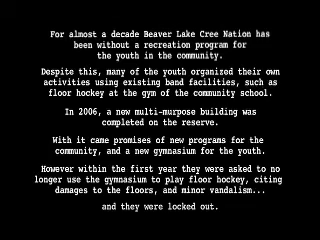 For almost a decade Beaver Lake Cree Nation has
been without a recreation program for
the youth in the community.
Despite this, many of the youth organized their own
activities using existing band facilities, such as
floor hockey at the gym of the community school.
In 2006, a new multi-murpose building was
completed on the reserve.
With it came promises of new programs for the
community, and a new gymnasium for the youth.
However within the first year they were asked to no
longer use the gymnasium to play floor hockey, citing
damages to the floors, and minor vandalism...
and they were locked out.